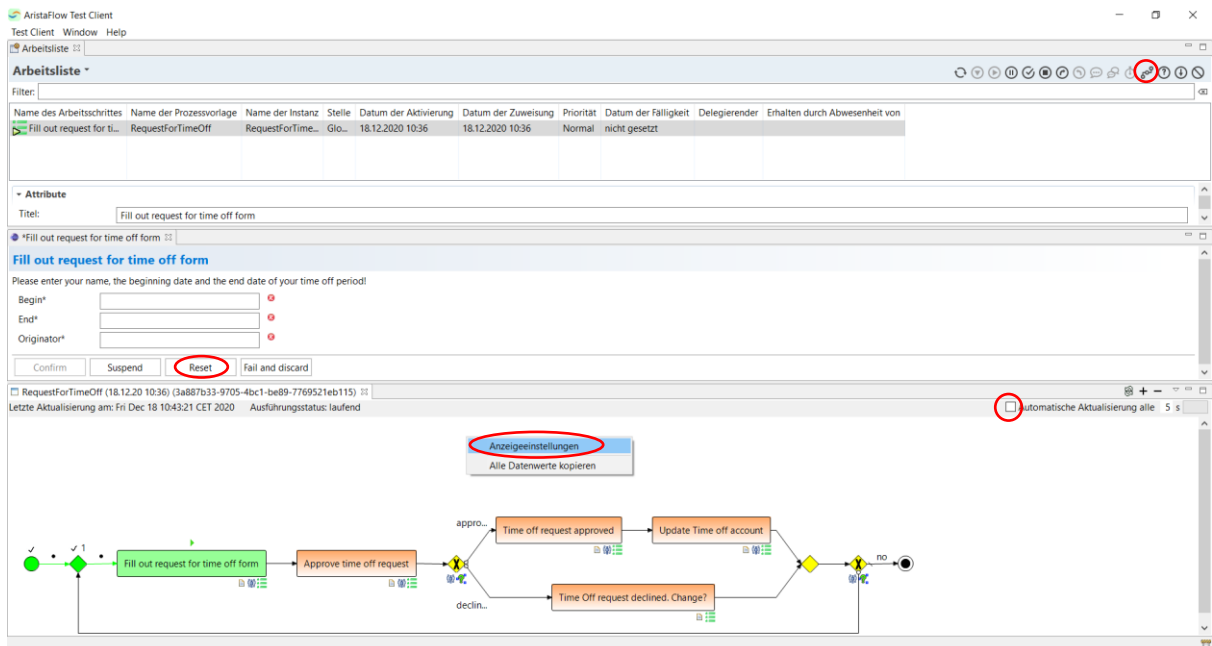 AristaFlow Test Client
Test Client Window Help
Arbeitsliste
Arbeitsliste
Filter:
Name des Arbeitsschrittes Name der Prozessvorlage Name der Instanz Stelle Datum der Aktivierung Datum der Zuweisung Priorität Datum der Fälligkeit Delegierender Erhalten durch Abwesenheit von
Fill out request for ti... RequestForTimeOff RequestForTime... Glo... 18.12.2020 10:36 18.12.2020 10:36 Normal nicht gesetzt
Attribute
Titel: Fill out request for time off form
*Fill out request for time off form
Fill out request for time off form
Please enter your name, the beginning date and the end date of your time off period!
Begin*
End*
Originator*
Confirm Suspend Reset Fail and discard
RequestForTimeOff (18.12.20 10:36) (3a887b33-9705-4bc1-be89-7769521eb115)
Letzte Aktualisierung am: Fri Dec 18 10:43:21 CET 2020 Ausführungsstatus: laufend Automatische Aktualisierung alle 5 s
Anzeigeeinstellungen
Alle Datenwerte kopieren
appro...
Time off request approved Update Time off account
1
Fill out request for time off form Approve time off request no
Time Off request declined. Change?
declin...